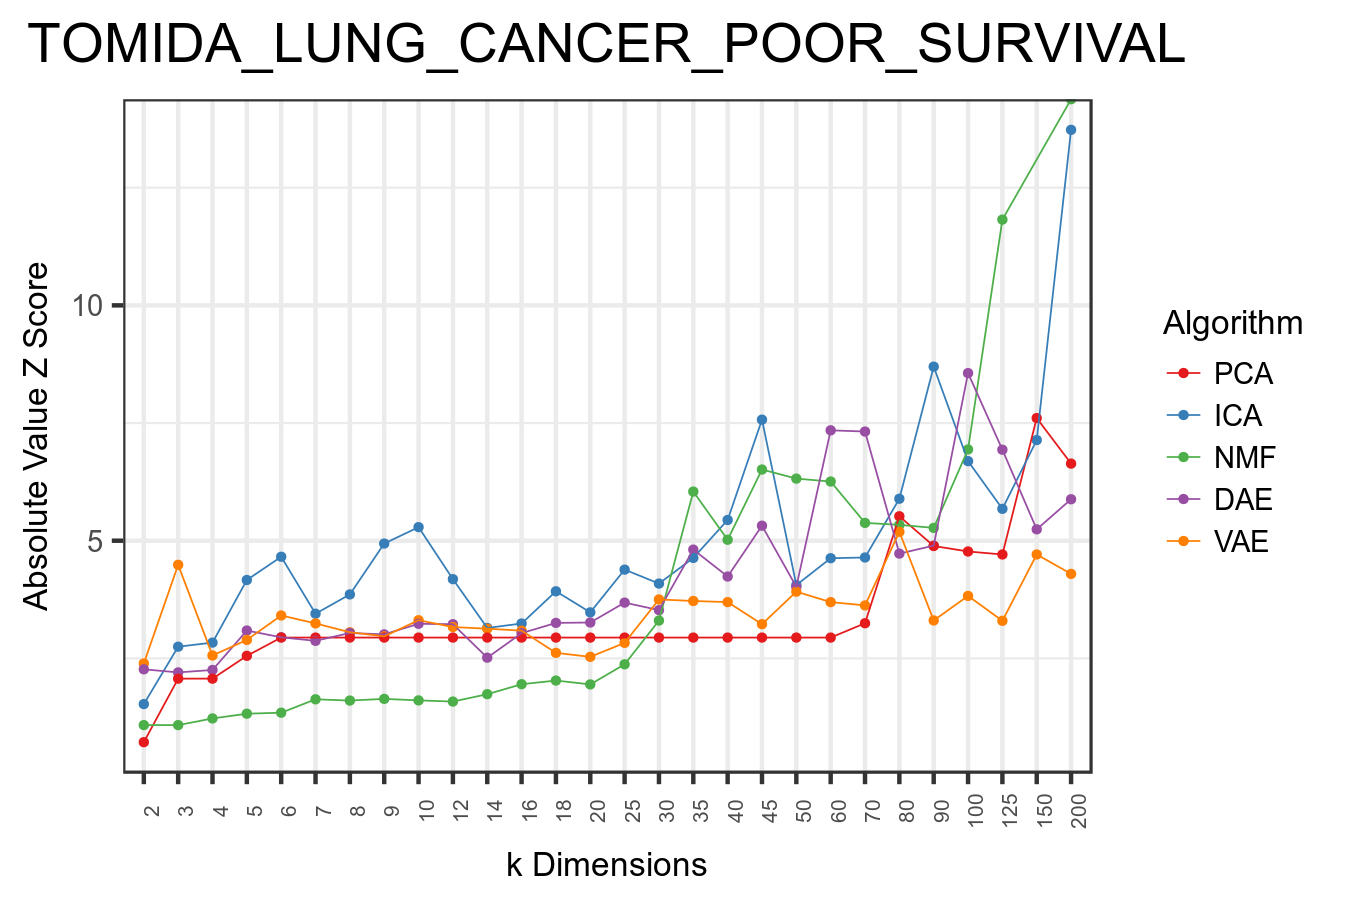 TOMIDA_LUNG_CANCER_POOR_SURVIVAL
Absolute Value Z Score
10
5
2 3 4 5 6 7 8 9 10 12 14 16 18 20 25 30 35 40 45 50 60 70 80 90 100 125 150 200
k Dimensions
Algorithm
PCA
ICA
NMF
DAE
VAE